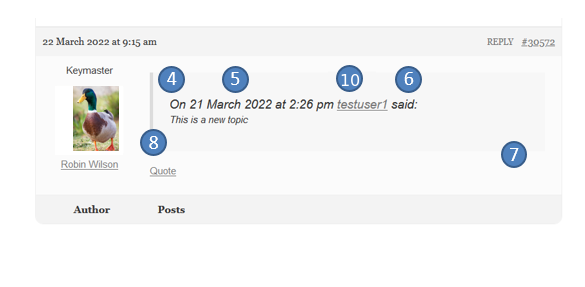 22 March 2022 at 9:15 am REPLY #30572
Keymaster
4 5 10 6
On 21 March 2022 at 2:26 pm testuser1 said:
This is a new topic
8
7
Robin Wilson
Quote
Author Posts